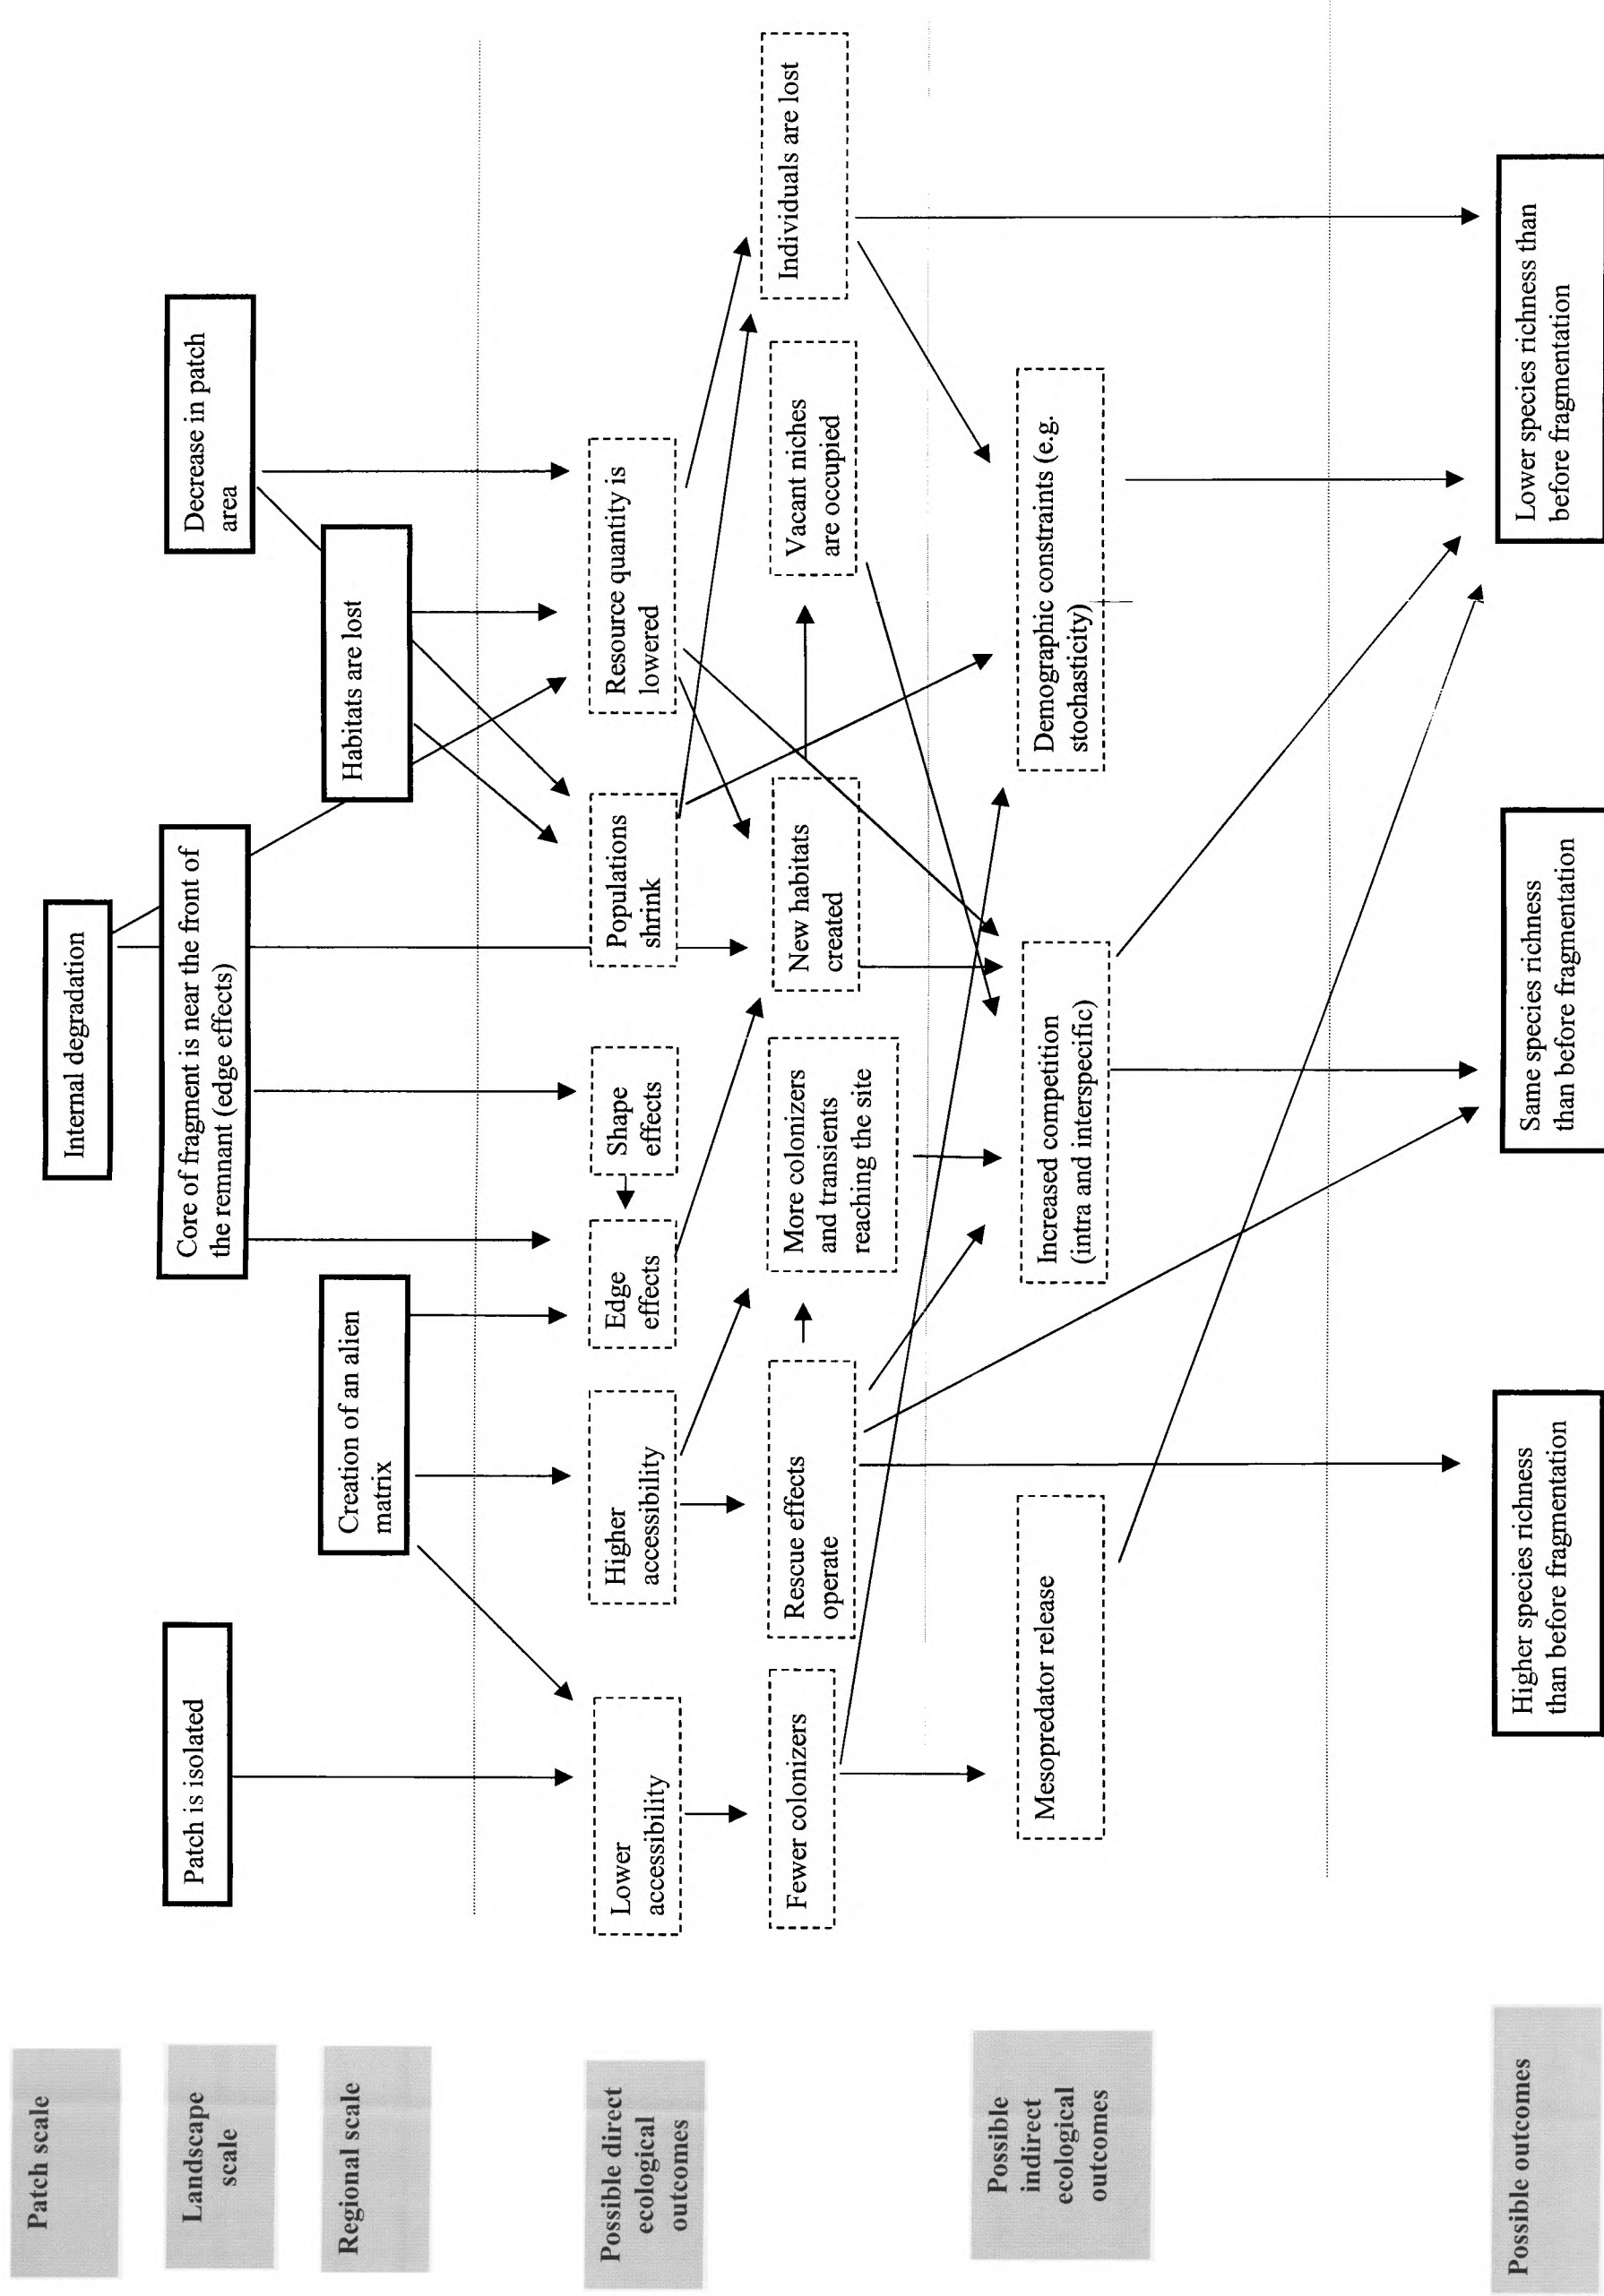 Patch scale
Internal degradation
Landscape
scale
Patch is isolated
Core of fragment is near the front of
the remnant (edge effects)
Decrease in patch
area
Regional scale
Creation of an alien
matrix
Habitats are lost
Possible direct
ecological
outcomes
Lower
accessibility
Higher
accessibility
Edge
effects
Shape
effects
Populations
shrink
Resource quantity is
lowered
Fewer colonizers
Rescue effects
operate
More colonizers
and transients
reaching the site
New habitats
created
Vacant niches
are occupied
Individuals are lost
Possible
indirect
ecological
outcomes
Mesopredator release
Increased competition
(intra and interspecific)
Demographic constraints (e.g.
stochasticity)
Possible outcomes
Higher species richness
than before fragmentation
Same species richness
than before fragmentation
Lower species richness than
before fragmentation